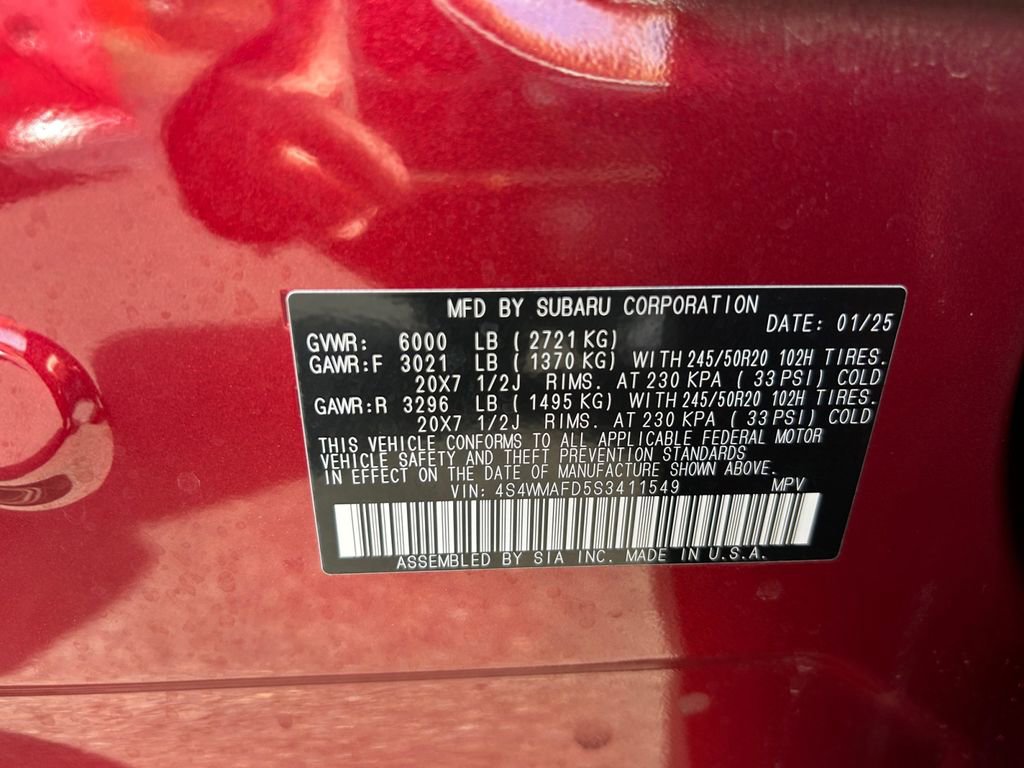 MFD BY SUBARU CORPORATION
DATE: 01/25
GVWR: 6000 LB ( 2721 KG)
GAWR:F 3021 LB ( 1370 KG) WITH 245/50R20 102H TIRES.
20X7 1/2J RIMS. AT 230 KPA ( 33 PSI) COLD
GAWR:R 3296 LB ( 1495 KG) WITH 245/50R20 102H TIRES.
20X7 1/2J RIMS. AT 230 KPA ( 33 PSI) COLD
THIS VEHICLE CONFORMS TO ALL APPLICABLE FEDERAL MOTOR
VEHICLE SAFETY AND THEFT PREVENTION STANDARDS
IN EFFECT ON THE DATE OF MANUFACTURE SHOWN ABOVE.
VIN: 4S4WMAFD5S3411549 MPV
ASSEMBLED BY SIA INC. MADE IN U.S.A.